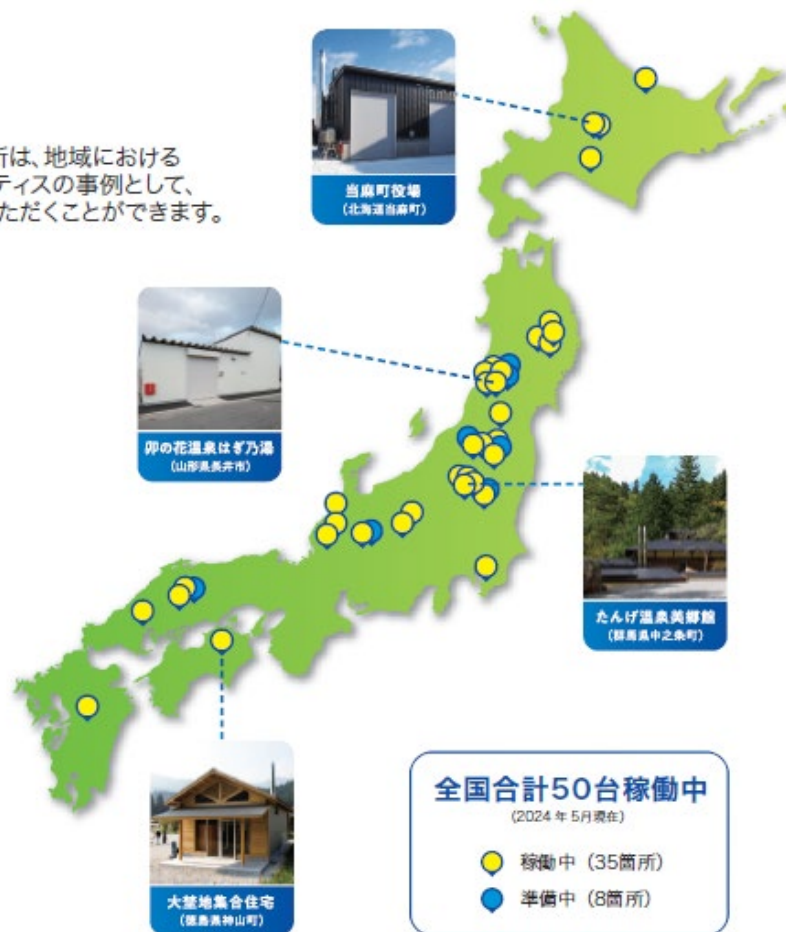 所は、地域における
ティスの事例として、
ただくことができます。
当麻町役場
(北海道当麻町)
卯の花温泉はぎ乃湯
(山形県長井市)
たんげ温泉美郷館
(群馬県中之条町)
大埜地集合住宅
(徳島県神山町)
全国合計50台稼働中
(2024年5月現在)
稼働中 (35箇所)
準備中 (8箇所)